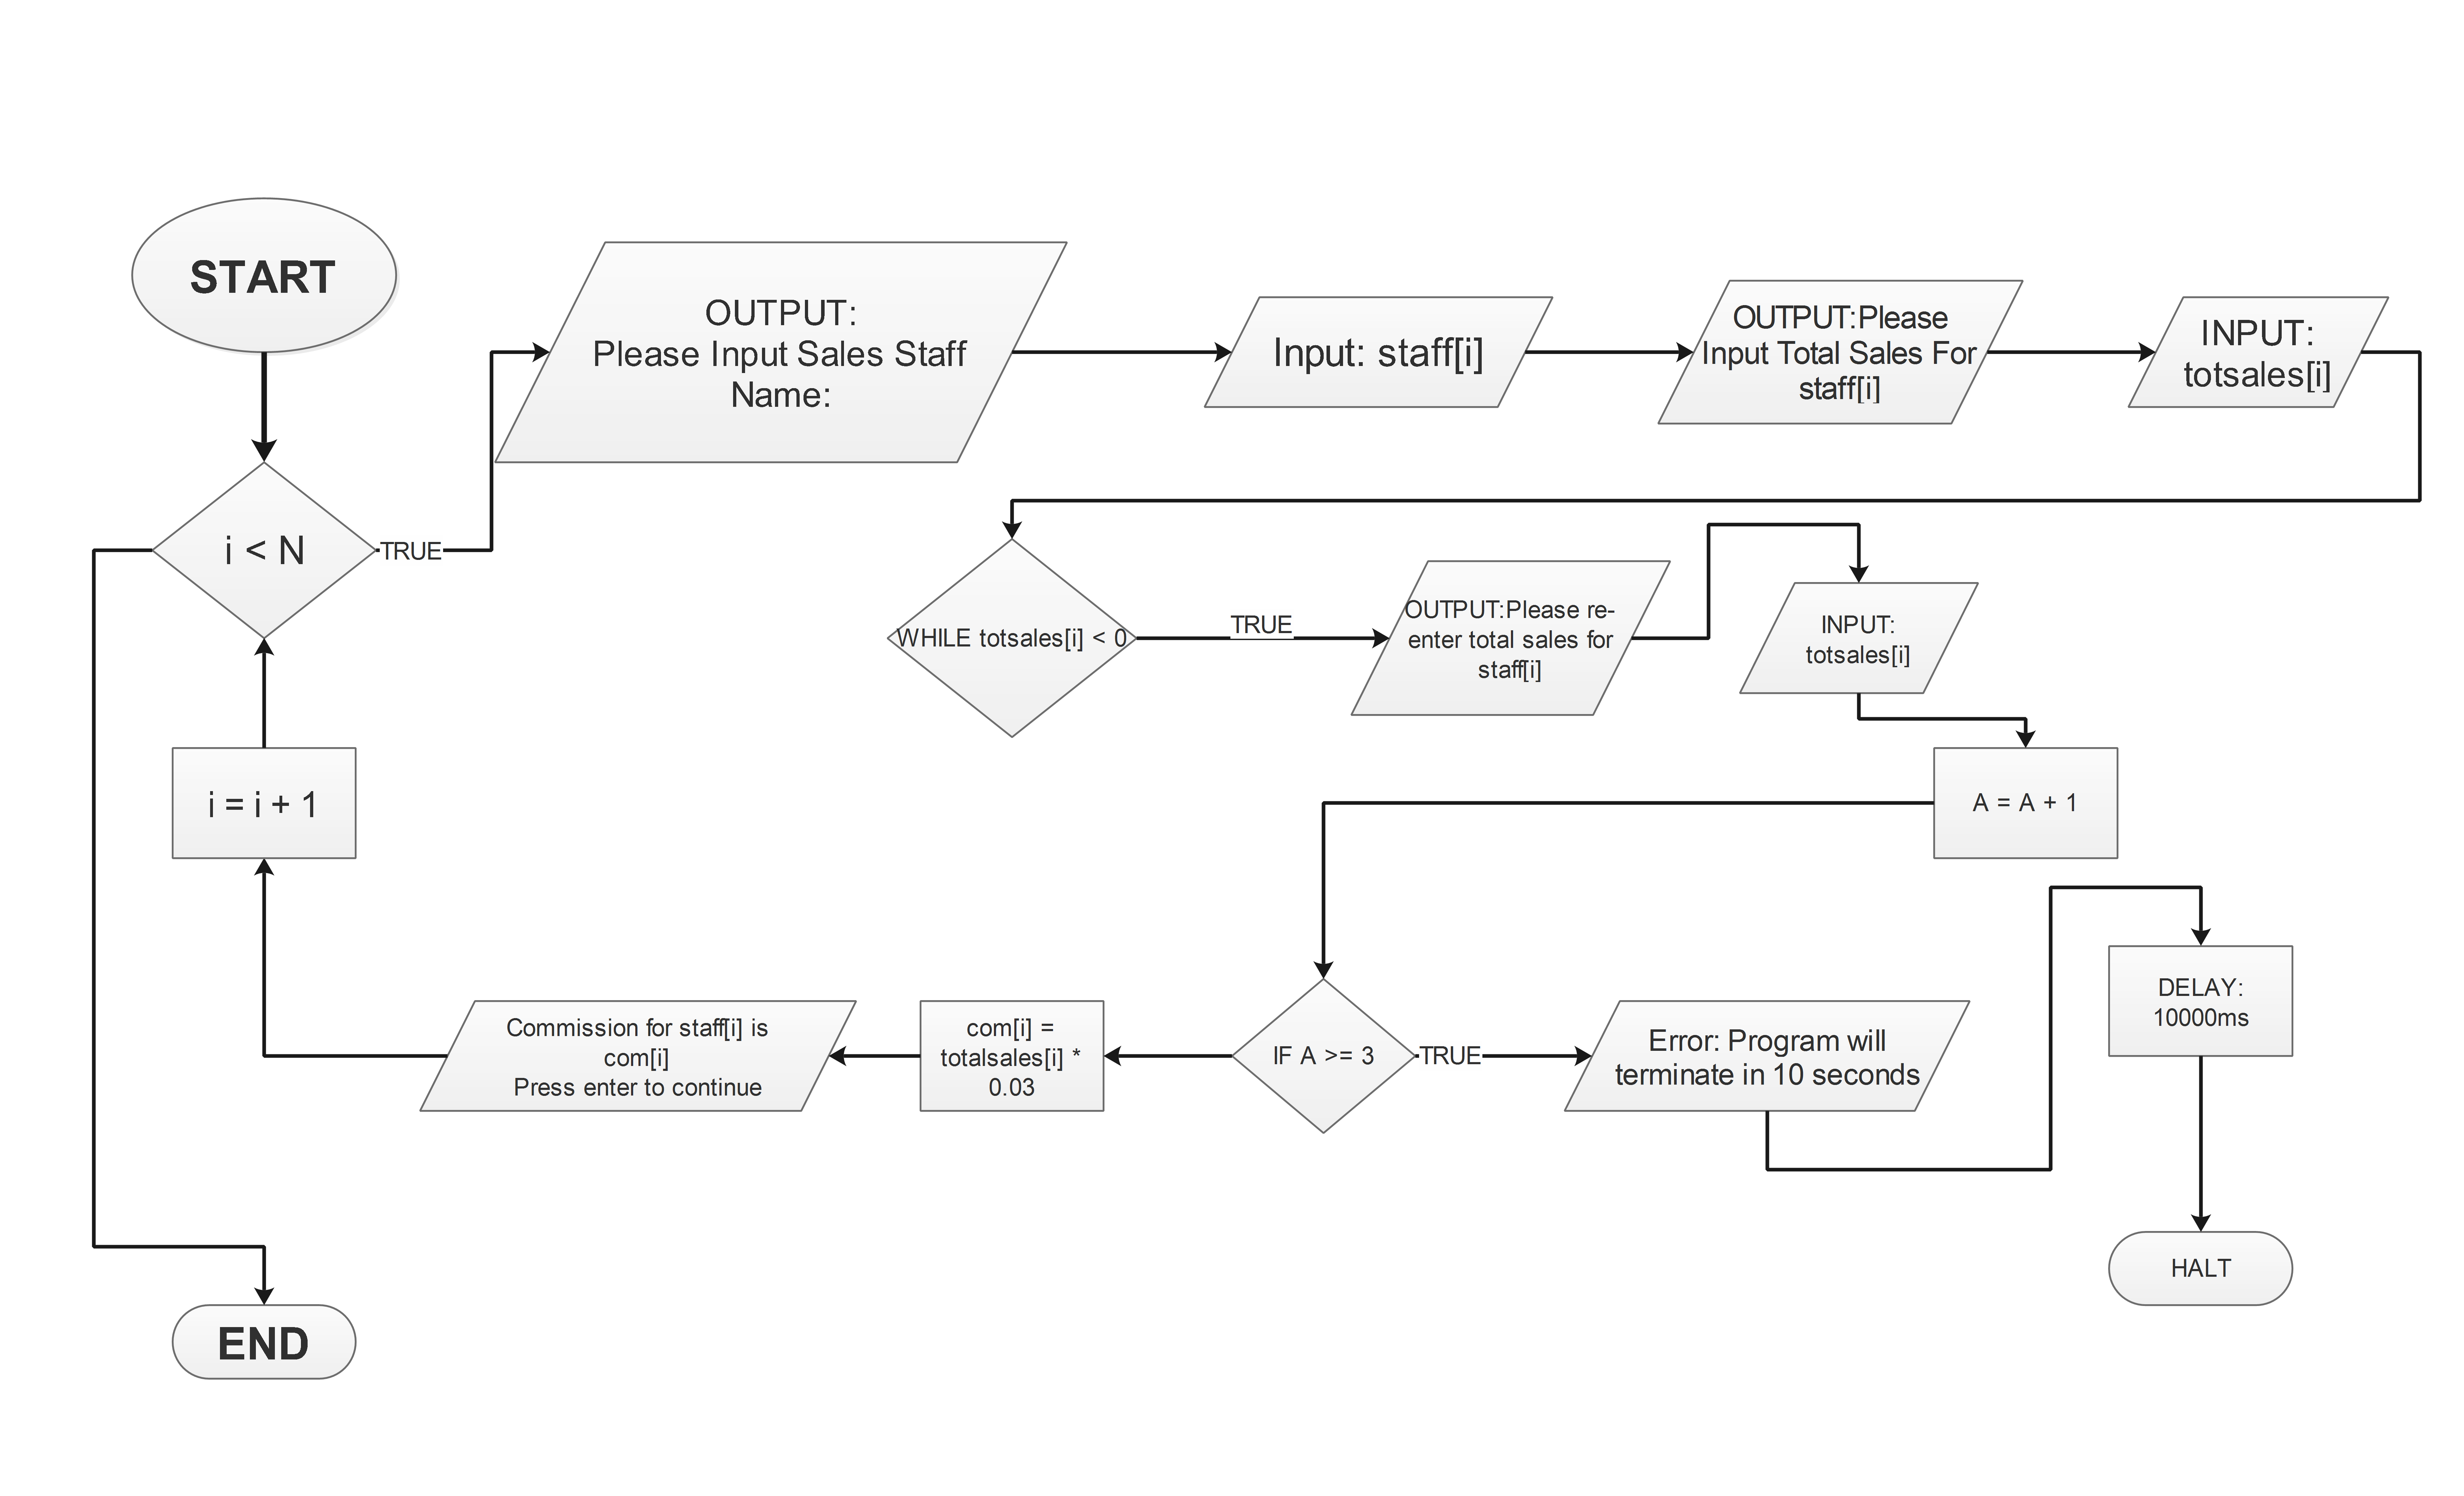 START
OUTPUT:
Please Input Sales Staff
Name:
Input: staff[i]
OUTPUT:Please
Input Total Sales For
staff[i]
INPUT:
totsales[i]
i < N
TRUE
WHILE totsales[i] < 0
TRUE
OUTPUT:Please re-
enter total sales for
staff[i]
INPUT:
totsales[i]
A = A + 1
i = i + 1
Commission for staff[i] is
com[i]
Press enter to continue
com[i] =
totalsales[i] *
0.03
IF A >= 3
TRUE
Error: Program will
terminate in 10 seconds
DELAY:
10000ms
HALT
END